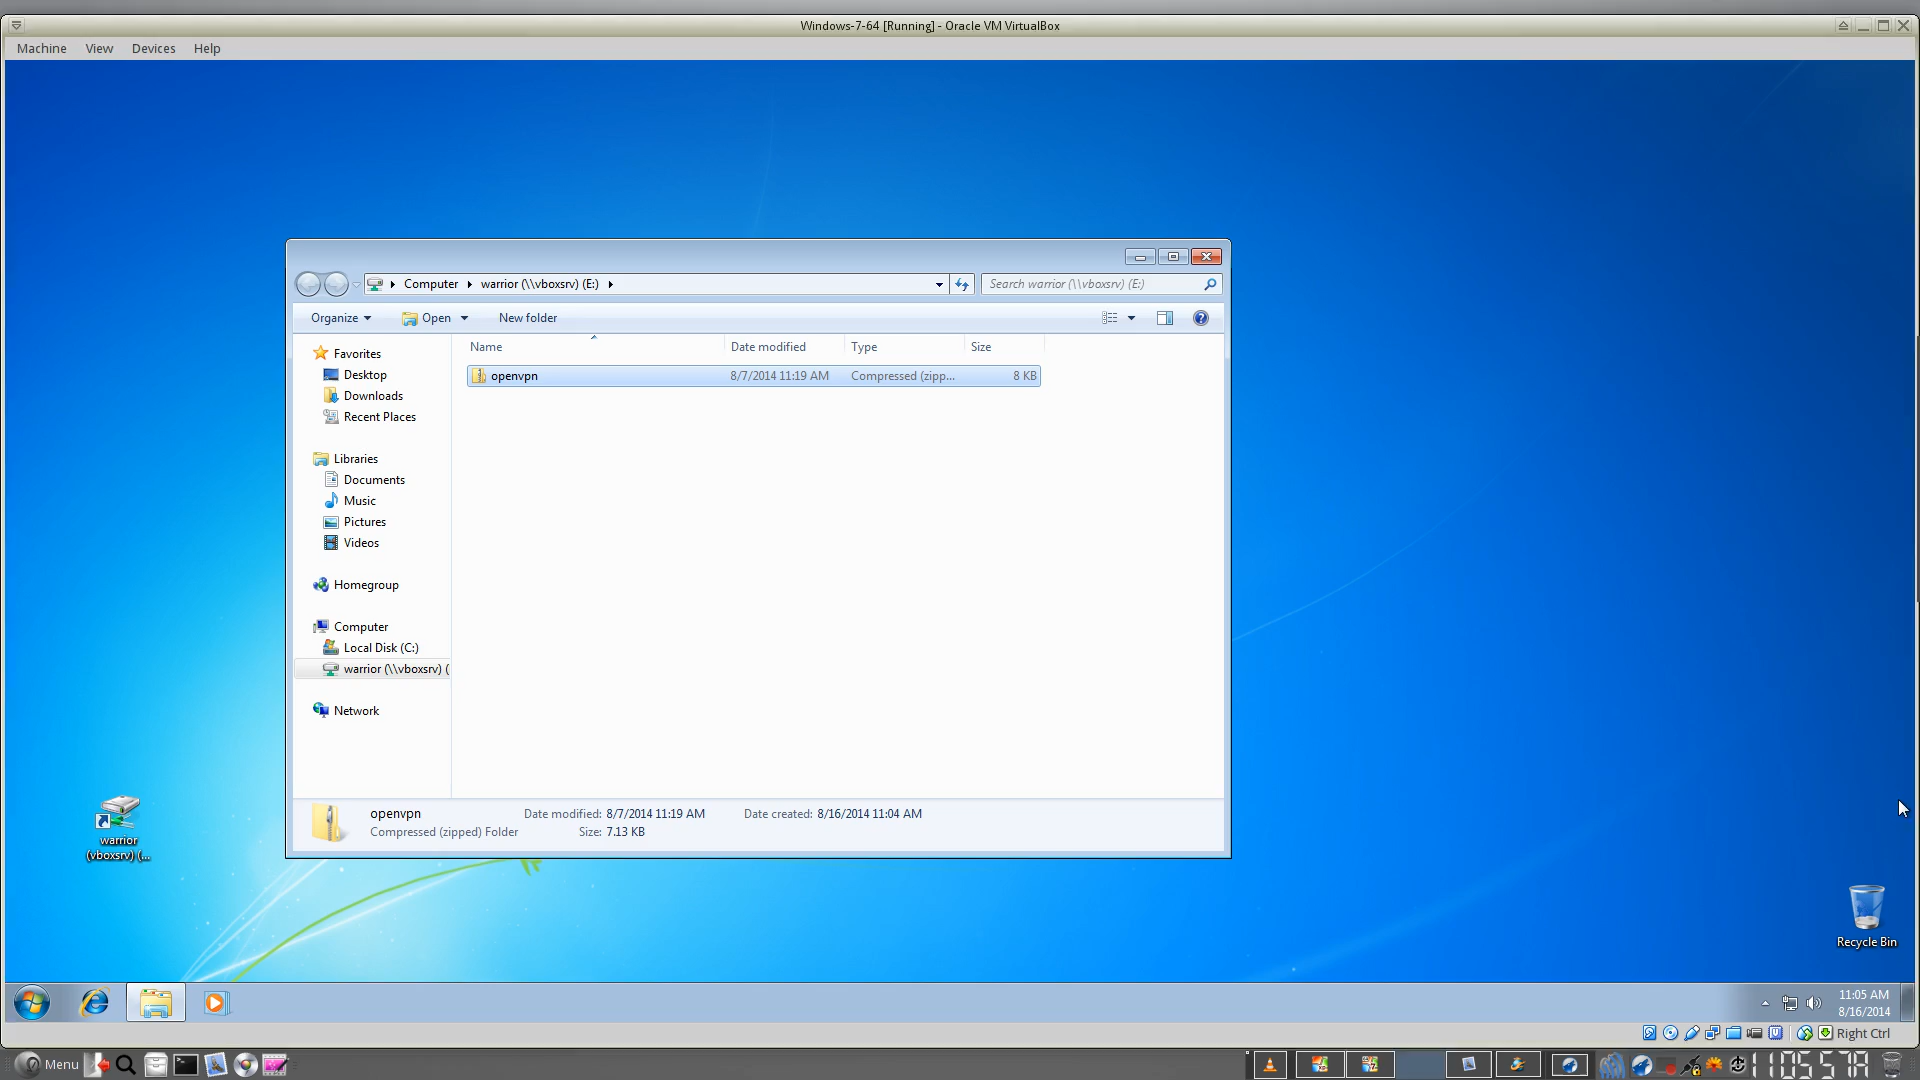 Windows-7-64 [Running] - Oracle VM VirtualBox
Machine View Devices Help
Computer warrior (\\vboxsrv) (E:)
Search warrior (\\vboxsrv) (E:)
Organize Open New folder
Name Date modified Type Size
openvpn 8/7/2014 11:19 AM Compressed (zipp... 8 KB
Favorites
Desktop
Downloads
Recent Places
Libraries
Documents
Music
Pictures
Videos
Homegroup
Computer
Local Disk (C:)
warrior (\\vboxsrv) (
Network
openvpn Date modified: 8/7/2014 11:19 AM Date created: 8/16/2014 11:04 AM
Compressed (zipped) Folder Size: 7.13 KB
warrior
(vboxsrv) (...
Recycle Bin
11:05 AM
8/16/2014
Right Ctrl
Menu
11:05:57A